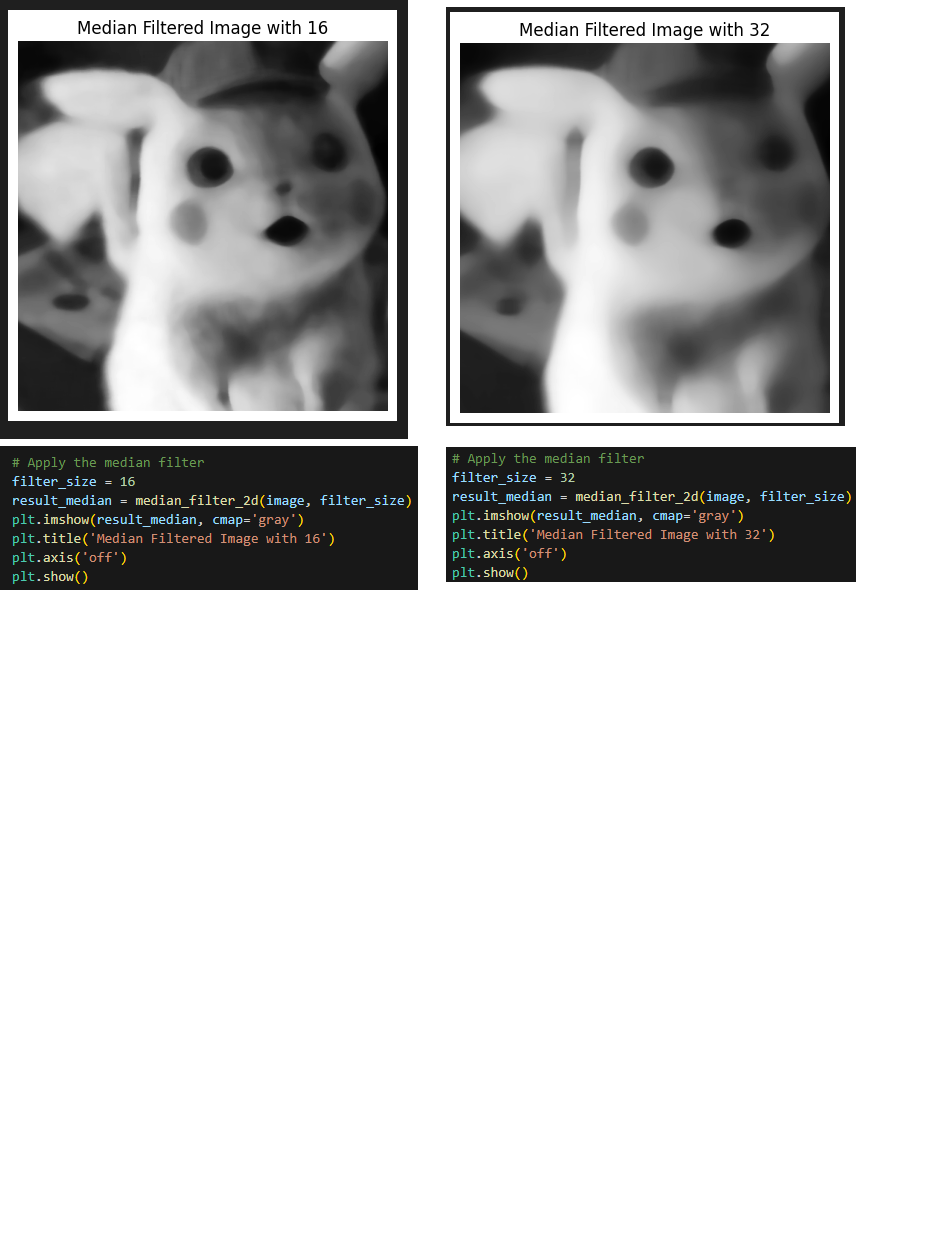 Median Filtered Image with 16
# Apply the median filter
filter_size = 16
result_median = median_filter_2d(image, filter_size)
plt.imshow(result_median, cmap='gray')
plt.title('Median Filtered Image with 16')
plt.axis('off')
plt.show()
Median Filtered Image with 32
# Apply the median filter
filter_size = 32
result_median = median_filter_2d(image, filter_size)
plt.imshow(result_median, cmap='gray')
plt.title('Median Filtered Image with 32')
plt.axis('off')
plt.show()